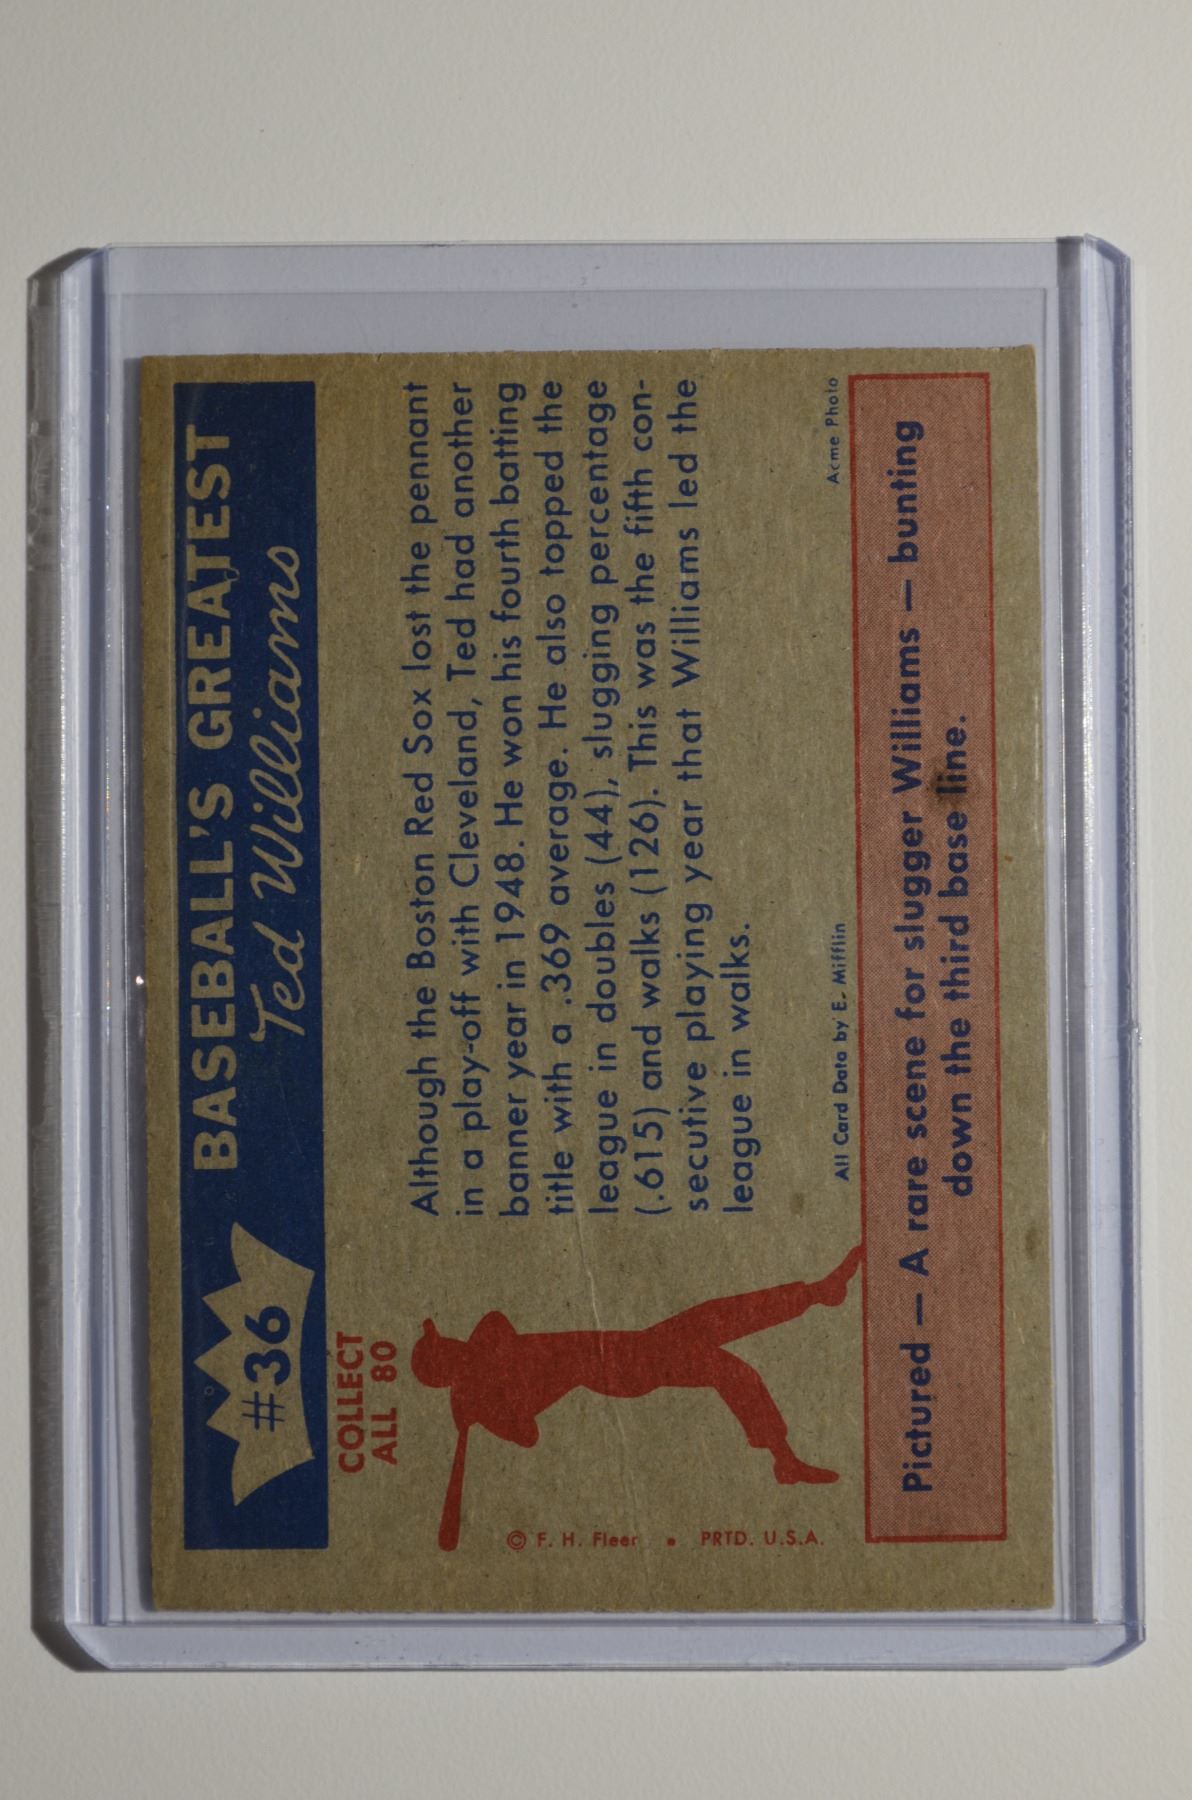 #36
BASEBALL'S GREATEST
Ted Williams
COLLECT
ALL 80
Although the Boston Red Sox lost the pennant
in a play-off with Cleveland, Ted had another
banner year in 1948. He won his fourth batting
title with a .369 average. He also topped the
league in doubles (44), slugging percentage
(.615) and walks (126). This was the fifth con-
secutive playing year that Williams led the
league in walks.
© F. H. Fleer • PRTD. U.S.A.
All Card Data by E. Mifflin
Acme Photo
Pictured — A rare scene for slugger Williams — bunting
down the third base line.